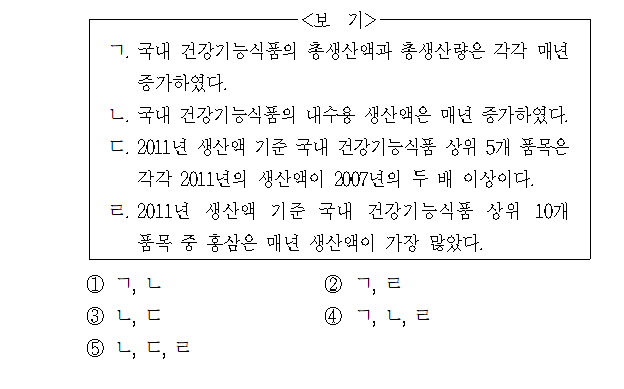 <보 기>
ㄱ. 국내 건강기능식품의 총생산액과 총생산량은 각각 매년
증가하였다.
ㄴ. 국내 건강기능식품의 내수용 생산액은 매년 증가하였다.
ㄷ. 2011년 생산액 기준 국내 건강기능식품 상위 5개 품목은
각각 2011년의 생산액이 2007년의 두 배 이상이다.
ㄹ. 2011년 생산액 기준 국내 건강기능식품 상위 10개
품목 중 홍삼은 매년 생산액이 가장 많았다.
① ㄱ, ㄴ ② ㄱ, ㄹ
③ ㄴ, ㄷ ④ ㄱ, ㄴ, ㄹ
⑤ ㄴ, ㄷ, ㄹ